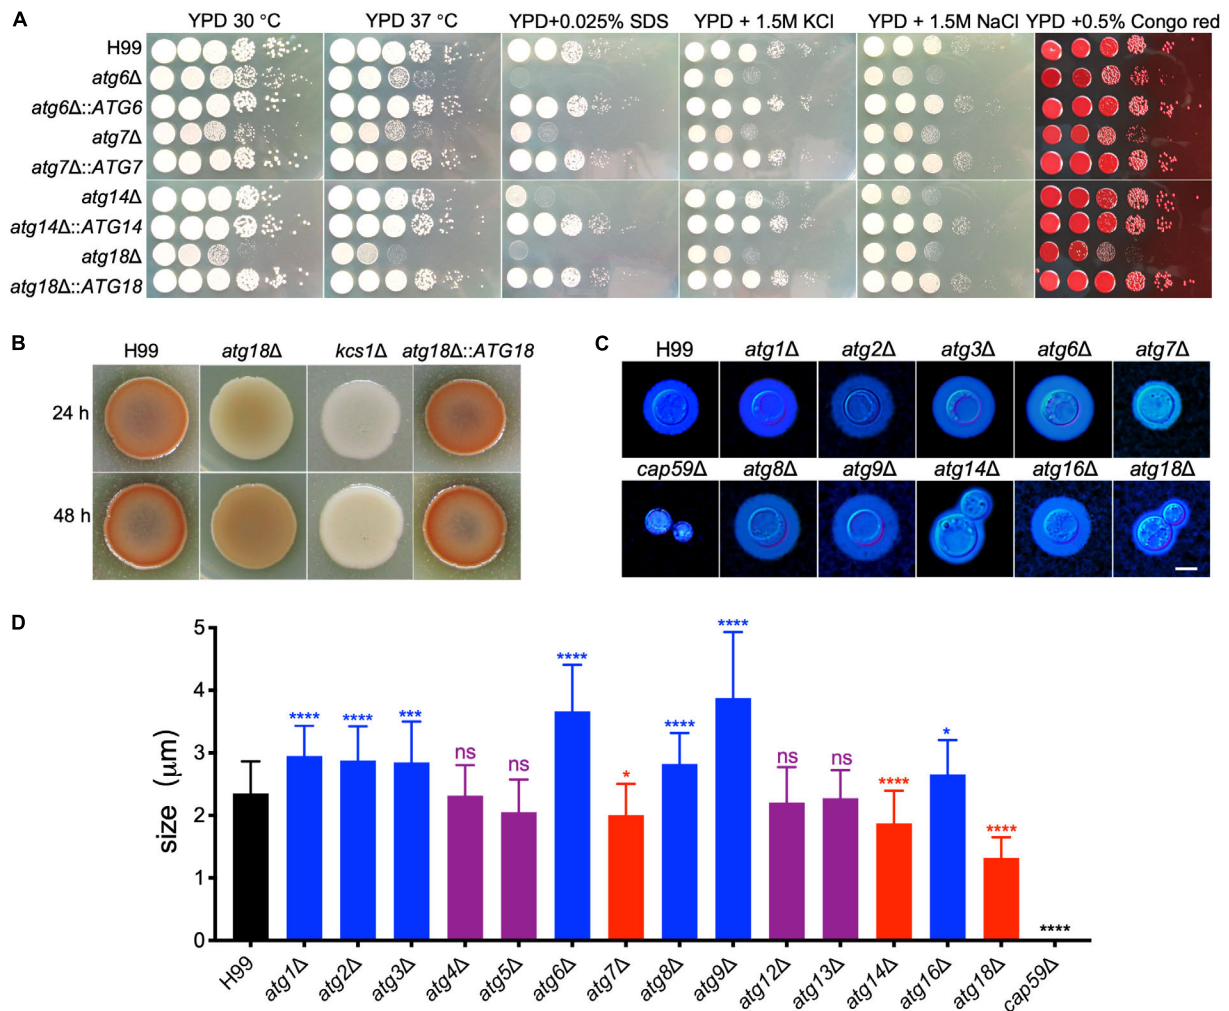 A
YPD 30 °C YPD 37 °C YPD+0.025% SDS YPD + 1.5M KCl YPD + 1.5M NaCl YPD +0.5% Congo red
H99
atg6Δ
atg6Δ::ATG6
atg7Δ
atg7Δ::ATG7
atg14Δ
atg14Δ::ATG14
atg18Δ
atg18Δ::ATG18
B
H99 atg18Δ kcs1Δ atg18Δ::ATG18
24 h
48 h
C
H99 atg1Δ atg2Δ atg3Δ atg6Δ atg7Δ
cap59Δ atg8Δ atg9Δ atg14Δ atg16Δ atg18Δ
D
size (μm)
5
4
3
2
1
0
**** **** *** ns ns **** * **** **** ns ns **** * **** ****
H99 atg1Δ atg2Δ atg3Δ atg4Δ atg5Δ atg6Δ atg7Δ atg8Δ atg9Δ atg12Δ atg13Δ atg14Δ atg16Δ atg18Δ cap59Δ